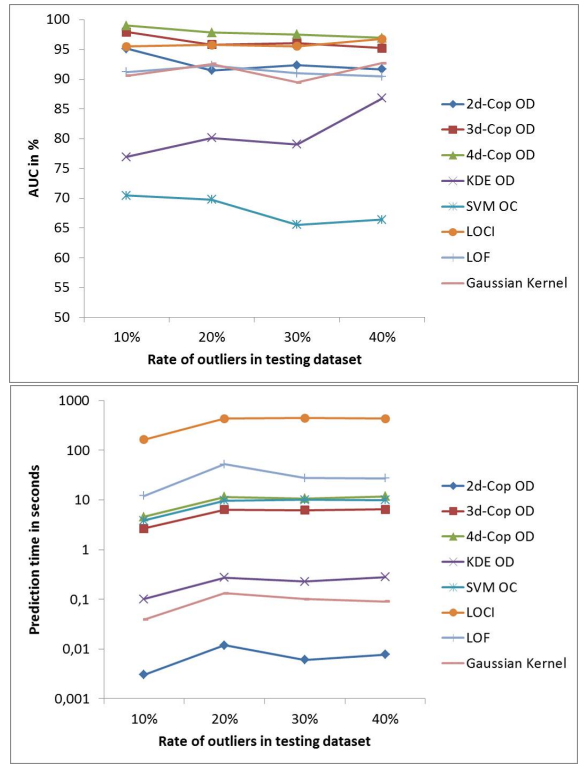 100
95
90
85
80
75
70
65
60
55
50
AUC in %
10% 20% 30% 40%
Rate of outliers in testing dataset
2d-Cop OD
3d-Cop OD
4d-Cop OD
KDE OD
SVM OC
LOCI
LOF
Gaussian Kernel
1000
100
10
1
0,1
0,01
0,001
Prediction time in seconds
10% 20% 30% 40%
Rate of outliers in testing dataset
2d-Cop OD
3d-Cop OD
4d-Cop OD
KDE OD
SVM OC
LOCI
LOF
Gaussian Kernel